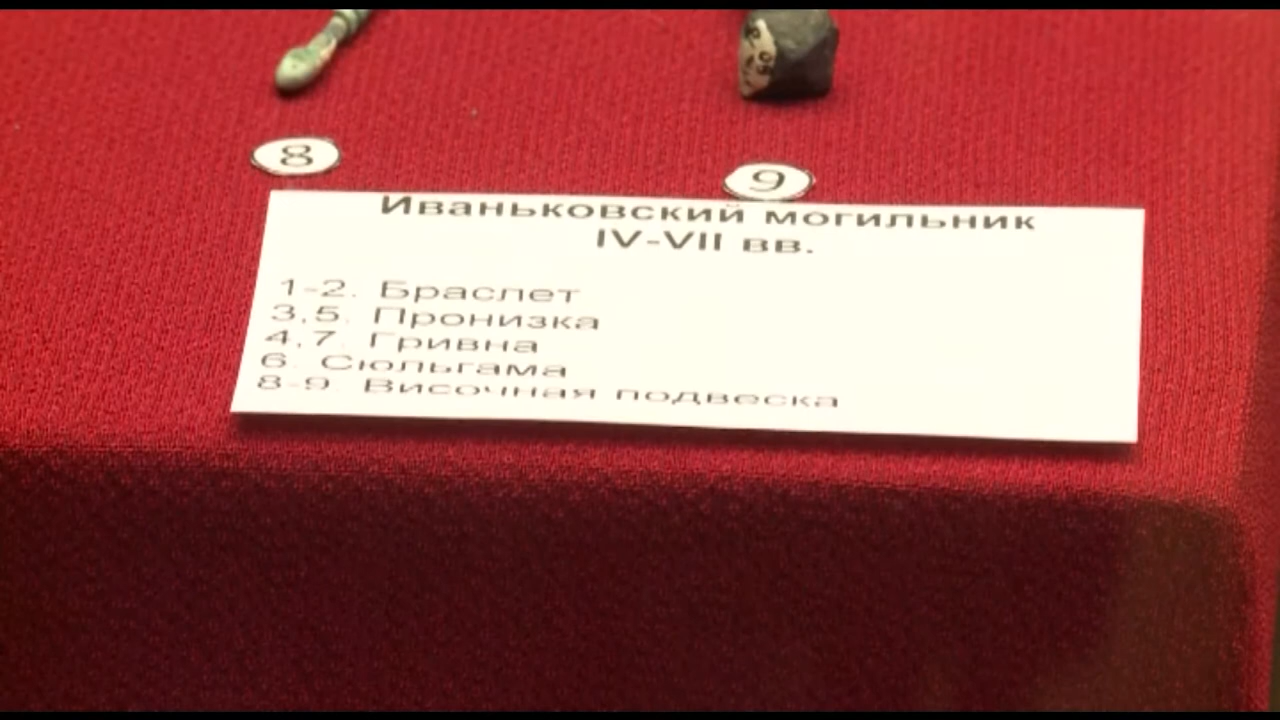 8
9
Иваньковский могильник
IV-VII вв.
1-2. Браслет
3,5. Пронизка
4,7. Гривна
6. Сюльгама
8-9. Височная подвеска